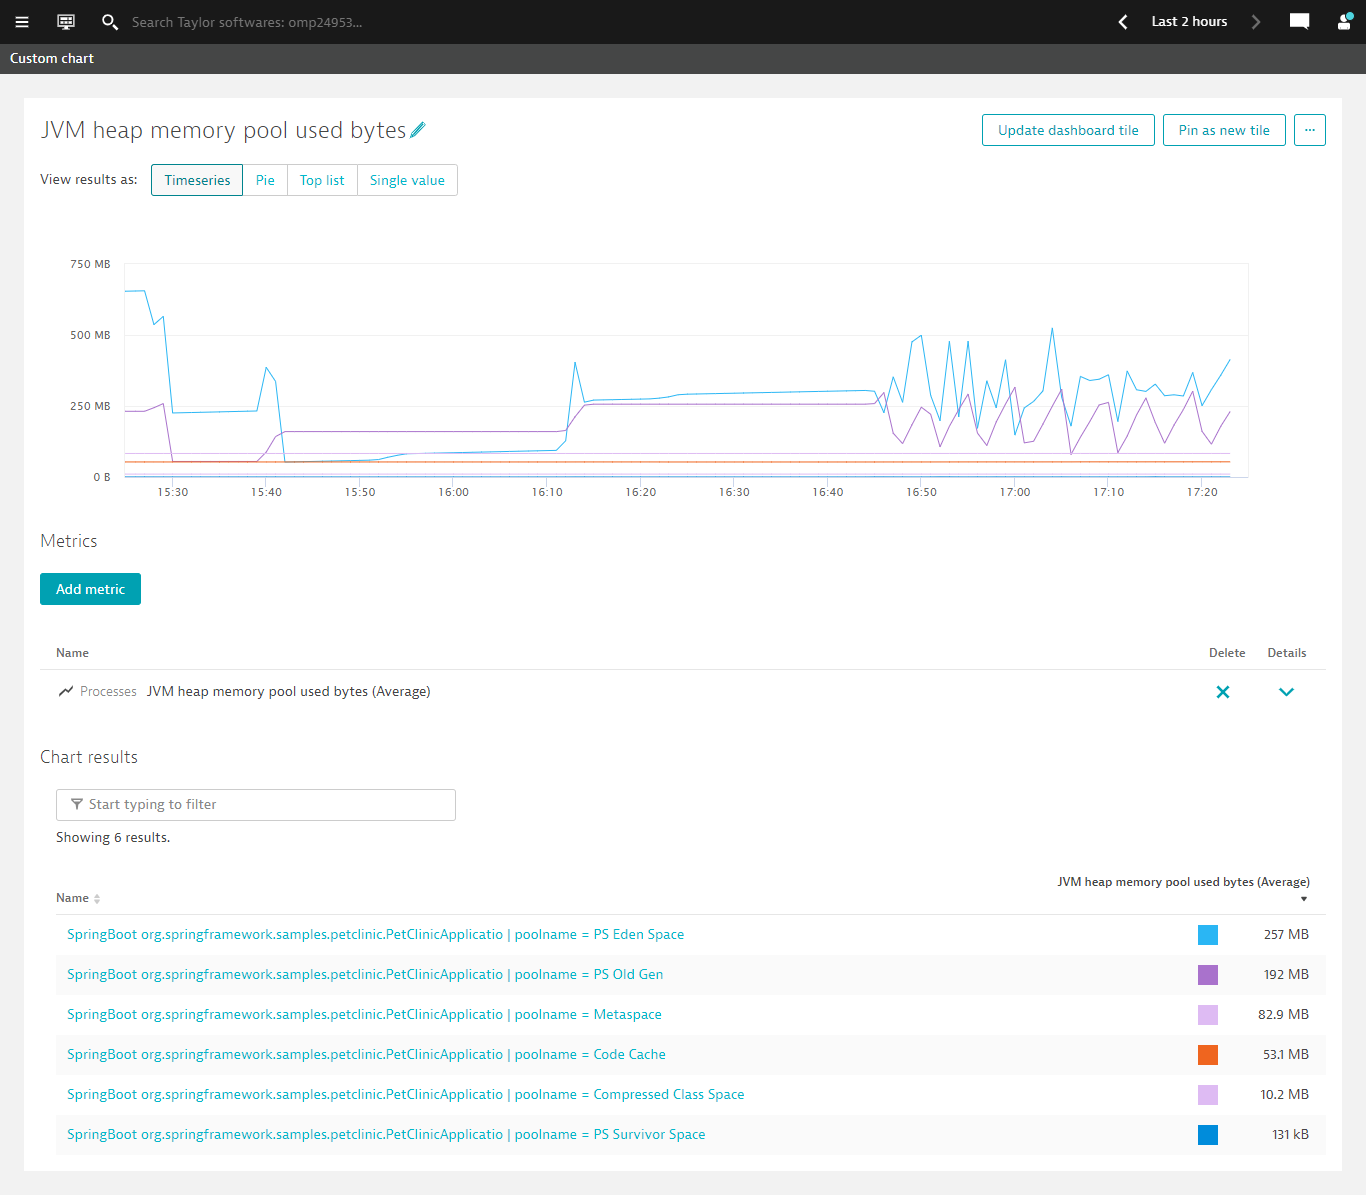 Search Taylor softwares: omp24953...
Last 2 hours
Custom chart
JVM heap memory pool used bytes
Update dashboard tile
Pin as new tile
...
View results as:
Timeseries
Pie
Top list
Single value
750 MB
500 MB
250 MB
0 B
15:30
15:40
15:50
16:00
16:10
16:20
16:30
16:40
16:50
17:00
17:10
17:20
Metrics
Add metric
Name
Delete
Details
Processes JVM heap memory pool used bytes (Average)
Chart results
Start typing to filter
Showing 6 results.
JVM heap memory pool used bytes (Average)
Name
SpringBoot org.springframework.samples.petclinic.PetClinicApplicatio | poolname = PS Eden Space 257 MB
SpringBoot org.springframework.samples.petclinic.PetClinicApplicatio | poolname = PS Old Gen 192 MB
SpringBoot org.springframework.samples.petclinic.PetClinicApplicatio | poolname = Metaspace 82.9 MB
SpringBoot org.springframework.samples.petclinic.PetClinicApplicatio | poolname = Code Cache 53.1 MB
SpringBoot org.springframework.samples.petclinic.PetClinicApplicatio | poolname = Compressed Class Space 10.2 MB
SpringBoot org.springframework.samples.petclinic.PetClinicApplicatio | poolname = PS Survivor Space 131 kB